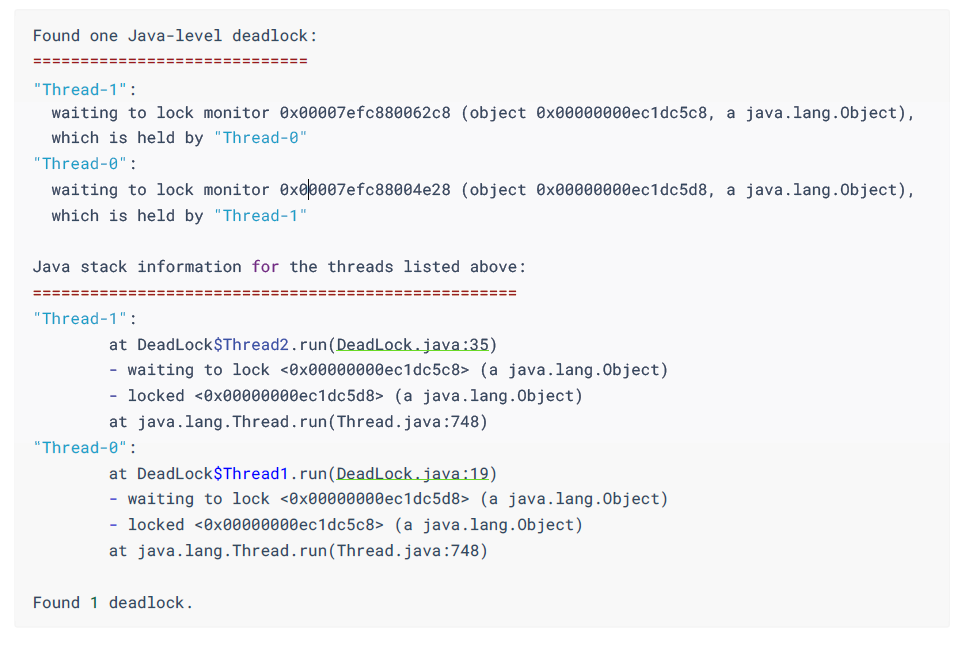 Found one Java-level deadlock:
=============================
"Thread-1":
  waiting to lock monitor 0x00007efc880062c8 (object 0x00000000ec1dc5c8, a java.lang.Object),
  which is held by "Thread-0"
"Thread-0":
  waiting to lock monitor 0x00007efc88004e28 (object 0x00000000ec1dc5d8, a java.lang.Object),
  which is held by "Thread-1"

Java stack information for the threads listed above:
===================================================
"Thread-1":
        at DeadLock$Thread2.run(DeadLock.java:35)
        - waiting to lock <0x00000000ec1dc5c8> (a java.lang.Object)
        - locked <0x00000000ec1dc5d8> (a java.lang.Object)
        at java.lang.Thread.run(Thread.java:748)
"Thread-0":
        at DeadLock$Thread1.run(DeadLock.java:19)
        - waiting to lock <0x00000000ec1dc5d8> (a java.lang.Object)
        - locked <0x00000000ec1dc5c8> (a java.lang.Object)
        at java.lang.Thread.run(Thread.java:748)

Found 1 deadlock.